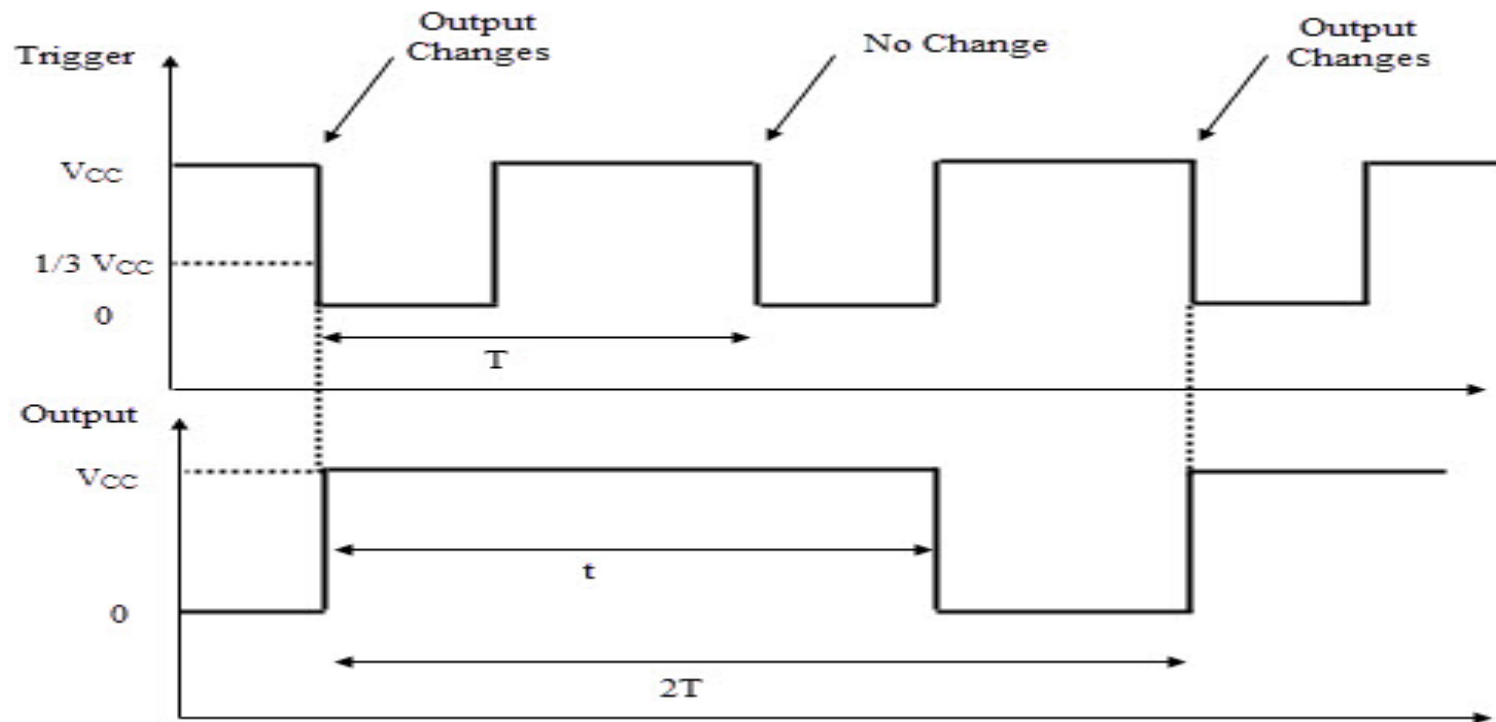 Output
Changes
No Change
Output
Changes
Trigger
VCC
1/3 VCC
0
T
Output
VCC
t
0
2T